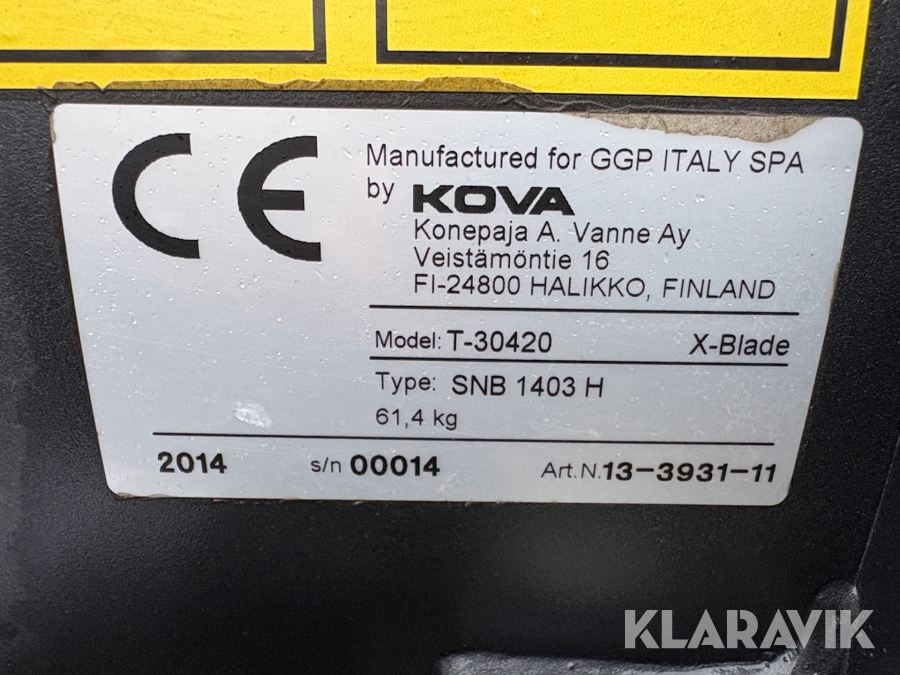 CE
Manufactured for GGP ITALY SPA
by KOVA
Konepaja A. Vanne Ay
Veistämöntie 16
FI-24800 HALIKKO, FINLAND
Model: T-30420 X-Blade
Type: SNB 1403 H
61,4 kg
2014 s/n 00014 Art.N.13-3931-11
KLARAVIK